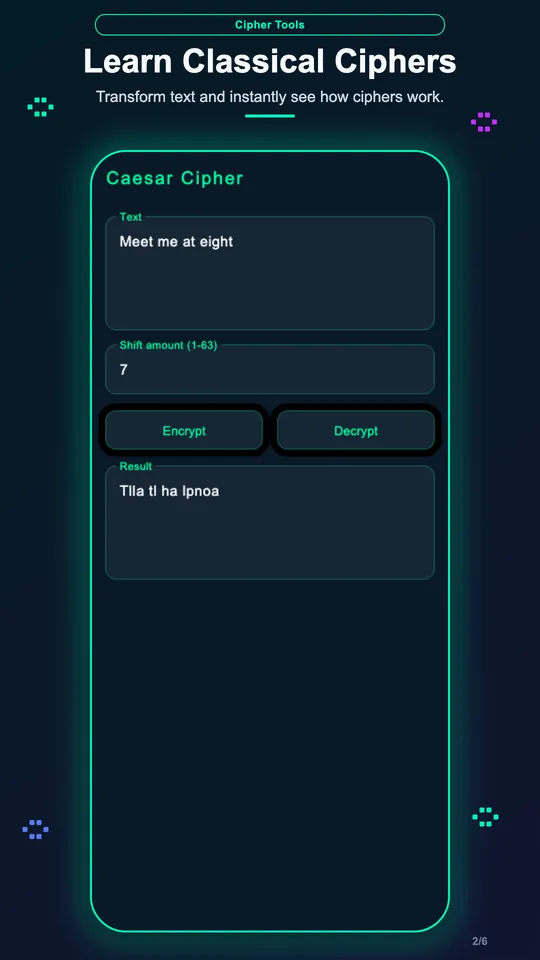 Cipher Tools
Learn Classical Ciphers
Transform text and instantly see how ciphers work.
Caesar Cipher
Text
Meet me at eight
Shift amount (1-63)
7
Encrypt
Decrypt
Result
Tlla tl ha lpnoa
2/6